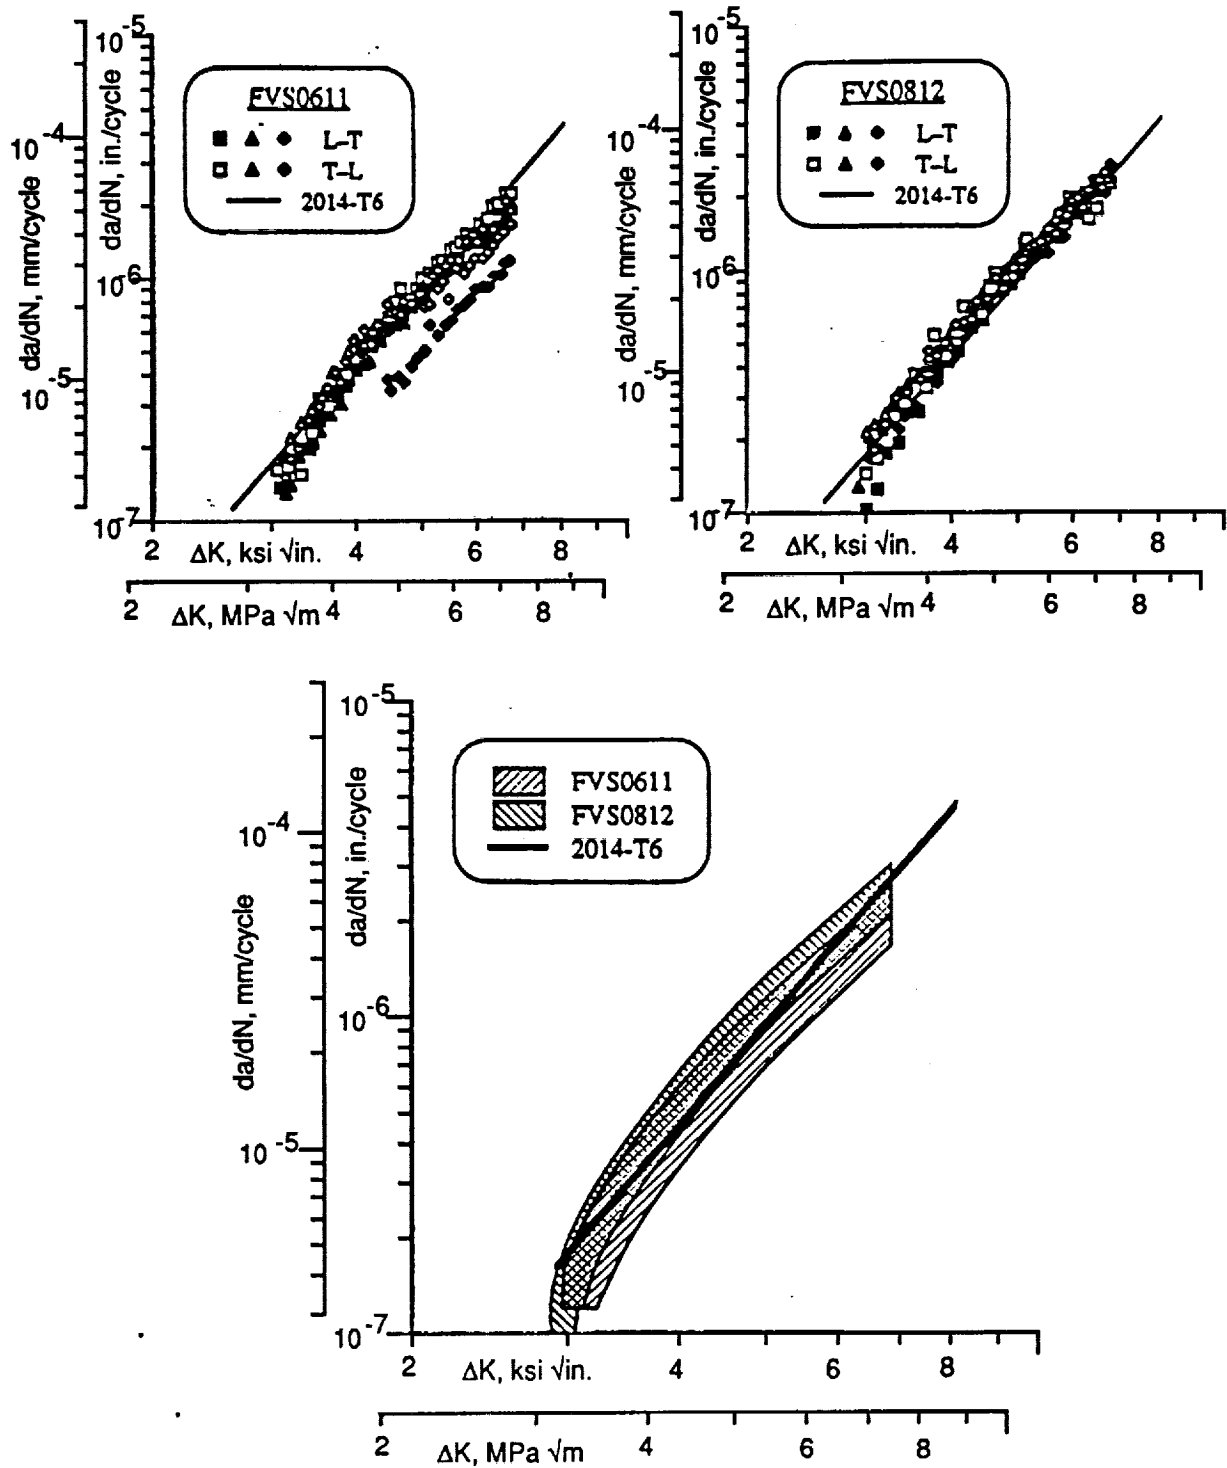 10-5
da/dN, in./cycle
10-4
da/dN, mm/cycle
10-6
10-5
10-7
FVS0611
L–T
T–L
2014-T6
2 ΔK, ksi √in. 4 6 8
2 ΔK, MPa √m 4 6 8
10-5
da/dN, in./cycle
10-4
da/dN, mm/cycle
10-6
10-5
10-7
FVS0812
L–T
T–L
2014-T6
2 ΔK, ksi √in. 4 6 8
2 ΔK, MPa √m 4 6 8
10-5
da/dN, in./cycle
10-4
da/dN, mm/cycle
10-6
10-5
10-7
FVS0611
FVS0812
2014-T6
2 ΔK, ksi √in. 4 6 8
2 ΔK, MPa √m 4 6 8